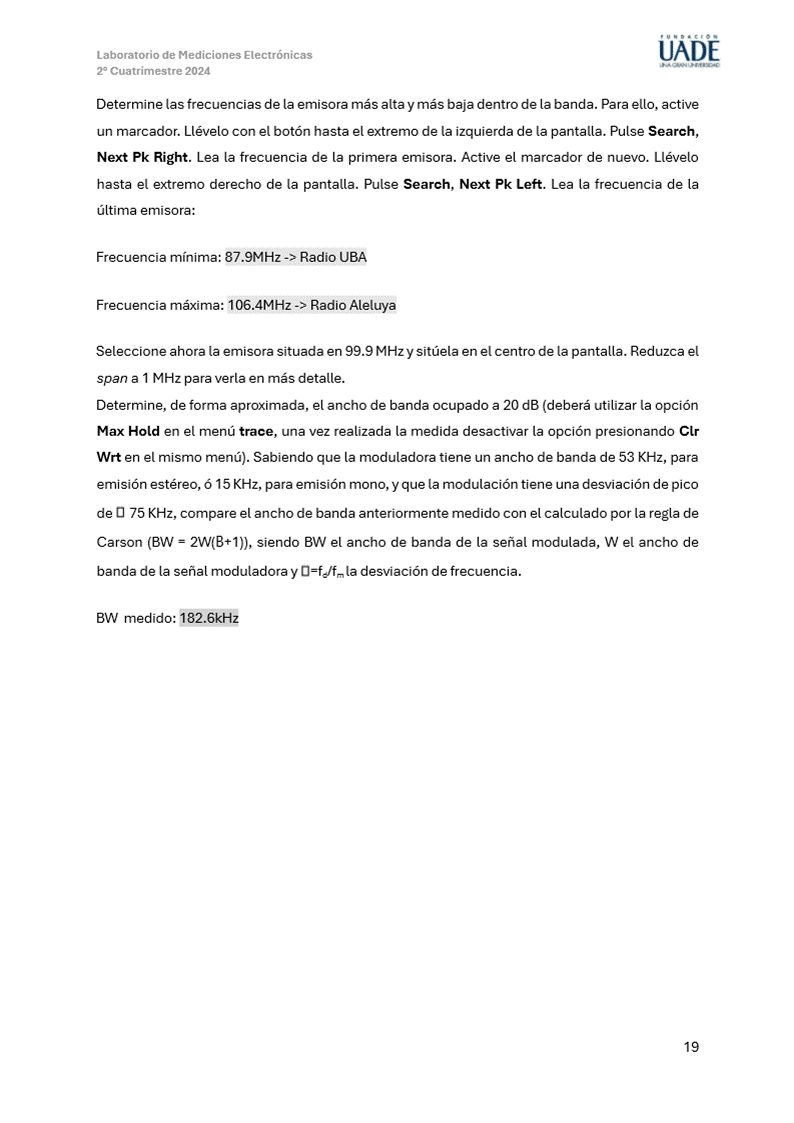 Laboratorio de Mediciones Electrónicas
2° Cuatrimestre 2024
FUNDACIÓN
UADE
UNA GRAN UNIVERSIDAD
Determine las frecuencias de la emisora más alta y más baja dentro de la banda. Para ello, active
un marcador. Llévelo con el botón hasta el extremo de la izquierda de la pantalla. Pulse Search,
Next Pk Right. Lea la frecuencia de la primera emisora. Active el marcador de nuevo. Llévelo
hasta el extremo derecho de la pantalla. Pulse Search, Next Pk Left. Lea la frecuencia de la
última emisora:
Frecuencia mínima: 87.9MHz -> Radio UBA
Frecuencia máxima: 106.4MHz -> Radio Aleluya
Seleccione ahora la emisora situada en 99.9 MHz y sitúela en el centro de la pantalla. Reduzca el
span a 1 MHz para verla en más detalle.
Determine, de forma aproximada, el ancho de banda ocupado a 20 dB (deberá utilizar la opción
Max Hold en el menú trace, una vez realizada la medida desactivar la opción presionando Clr
Wrt en el mismo menú). Sabiendo que la moduladora tiene un ancho de banda de 53 KHz, para
emisión estéreo, ó 15 KHz, para emisión mono, y que la modulación tiene una desviación de pico
de 􀀀 75 KHz, compare el ancho de banda anteriormente medido con el calculado por la regla de
Carson (BW = 2W(β+1)), siendo BW el ancho de banda de la señal modulada, W el ancho de
banda de la señal moduladora y 􀀀=fd/fm la desviación de frecuencia.
BW medido: 182.6kHz
19